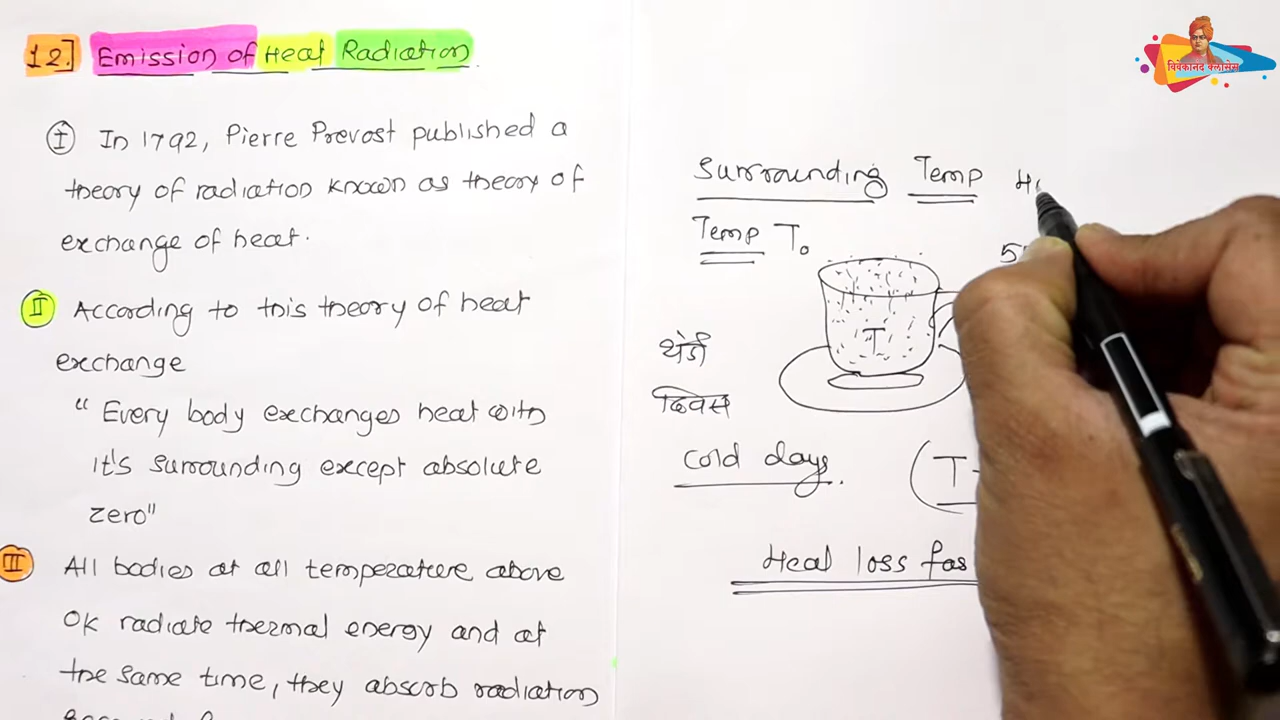 12.] Emission of Heat Radiation.
I In 1792, Pierre Prevost published a
theory of radiation known as theory of
exchange of heat.
II According to this theory of heat
exchange
“ Every body exchanges heat with
it's surrounding except absolute
zero"
III All bodies at all temperature above
OK radiate thermal energy and at
the same time, they absorb radiation
Surrounding Temp
Temp T₀
T
थंडी
दिवस
Cold days.
(T-
Heat loss fas
विवेकानंद क्लासेस